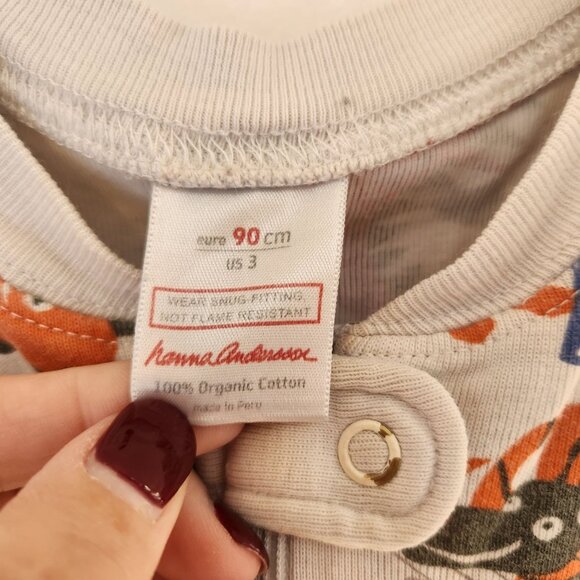 euro 90 cm
US 3
WEAR SNUG-FITTING,
NOT FLAME RESISTANT
hanna andersson
100% Organic Cotton
made in Peru